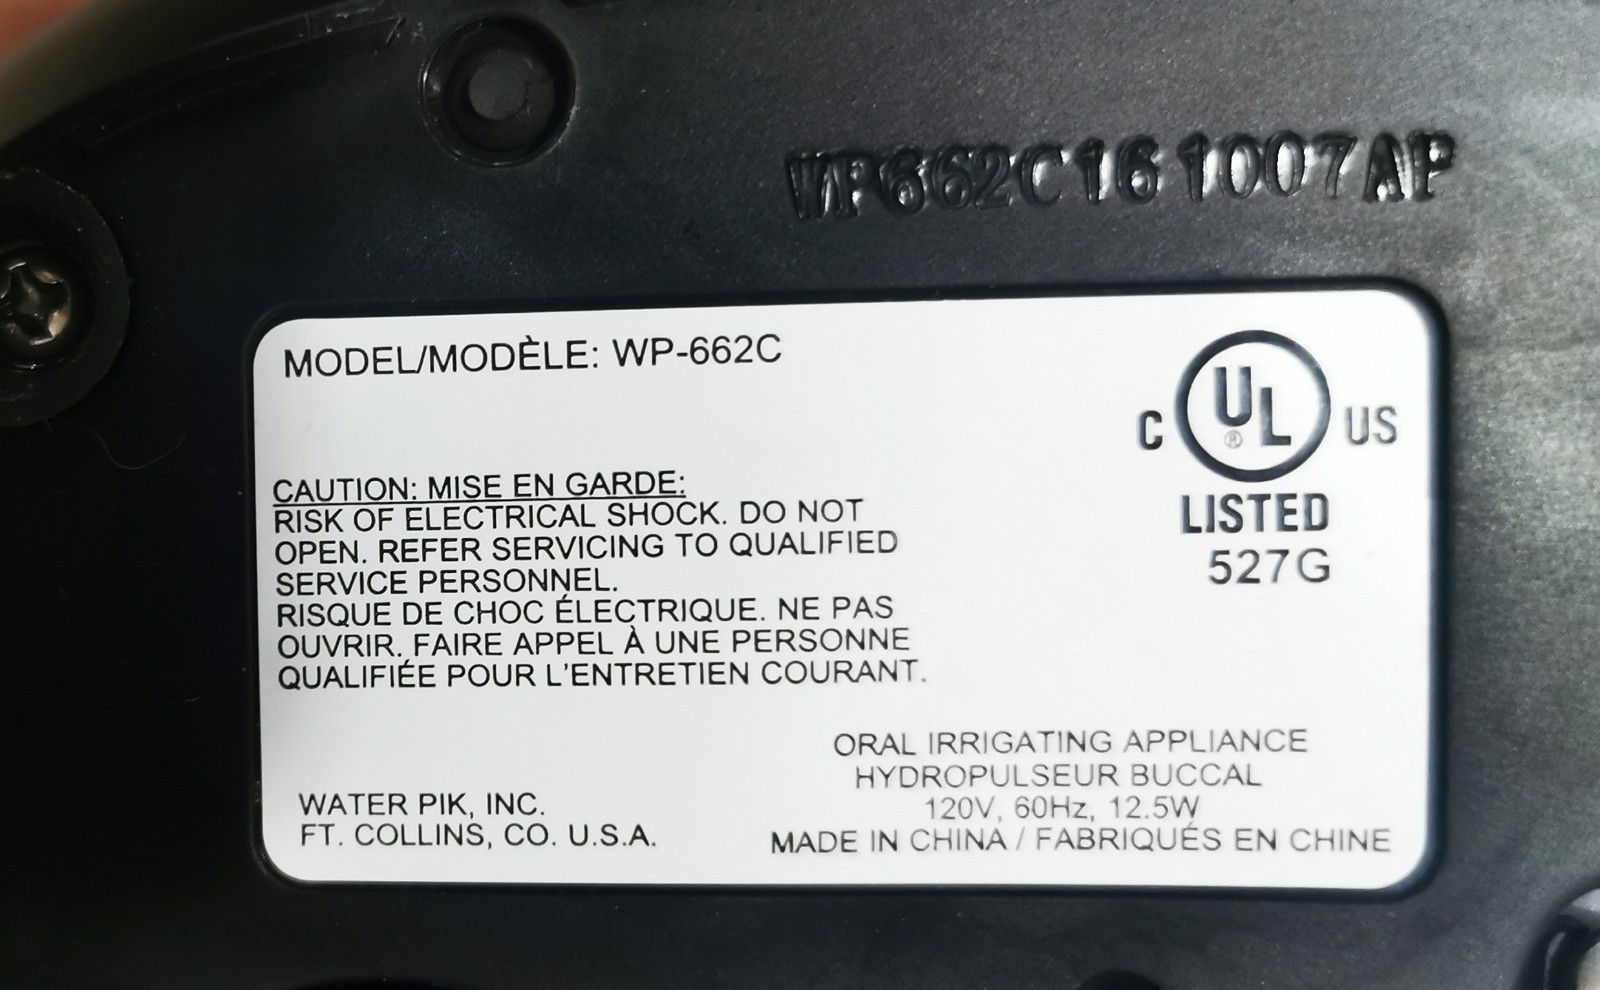 WP662C161007AP
MODEL/MODÈLE: WP-662C
C UL® US
LISTED
527G
CAUTION: MISE EN GARDE:
RISK OF ELECTRICAL SHOCK. DO NOT
OPEN. REFER SERVICING TO QUALIFIED
SERVICE PERSONNEL.
RISQUE DE CHOC ÉLECTRIQUE. NE PAS
OUVRIR. FAIRE APPEL À UNE PERSONNE
QUALIFIÉE POUR L'ENTRETIEN COURANT.
WATER PIK, INC.
FT. COLLINS, CO. U.S.A.
ORAL IRRIGATING APPLIANCE
HYDROPULSEUR BUCCAL
120V, 60Hz, 12.5W
MADE IN CHINA / FABRIQUÉS EN CHINE